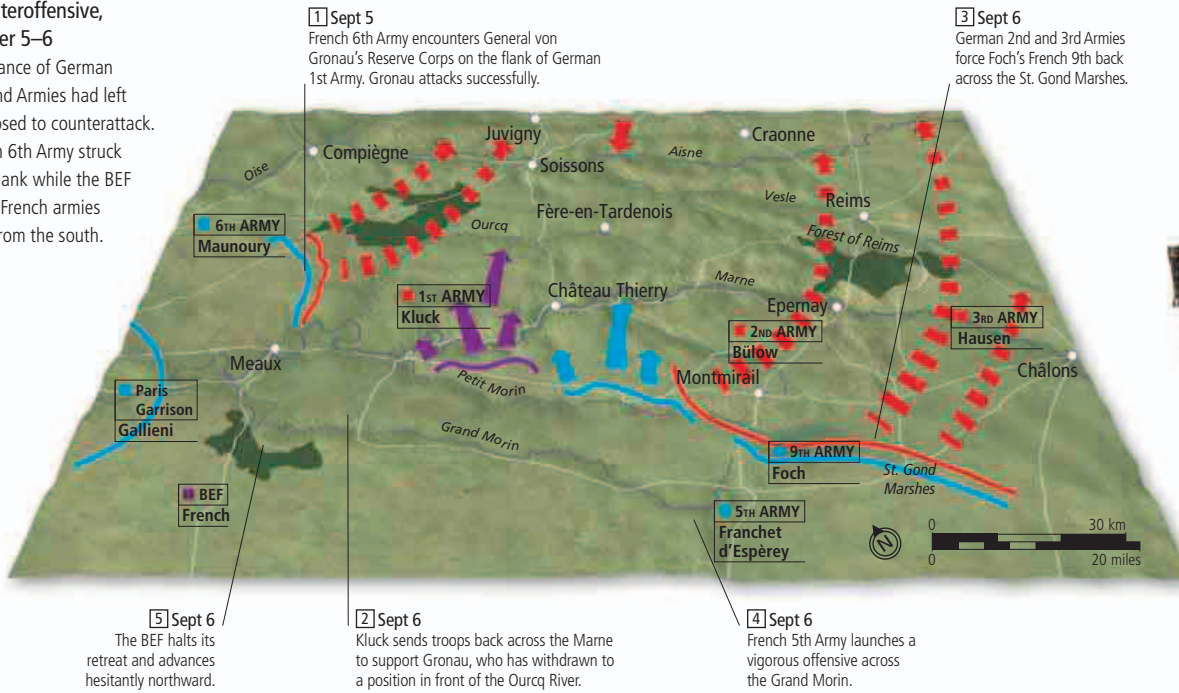 teroffensive,
er 5–6
ance of German
nd Armies had left
osed to counterattack.
n 6th Army struck
ank while the BEF
French armies
rom the south.
1 Sept 5
French 6th Army encounters General von
Gronau's Reserve Corps on the flank of German
1st Army. Gronau attacks successfully.
3 Sept 6
German 2nd and 3rd Armies
force Foch's French 9th back
across the St. Gond Marshes.
Juvigny
Craonne
Compiègne
Aisne
Soissons
Oise
Vesle
Reims
6TH ARMY
Maunoury
Ourcq
Fère-en-Tardenois
Forest of Reims
Marne
1ST ARMY
Kluck
Château Thierry
Epernay
2ND ARMY
Bülow
3RD ARMY
Hausen
Meaux
Petit Morin
Montmirail
Châlons
Paris
Garrison
Gallieni
Grand Morin
9TH ARMY
Foch
St. Gond
Marshes
BEF
French
5TH ARMY
Franchet
d'Espèrey
N
0 30 km
0 20 miles
5 Sept 6
The BEF halts its
retreat and advances
hesitantly northward.
2 Sept 6
Kluck sends troops back across the Marne
to support Gronau, who has withdrawn to
a position in front of the Ourcq River.
4 Sept 6
French 5th Army launches a
vigorous offensive across
the Grand Morin.